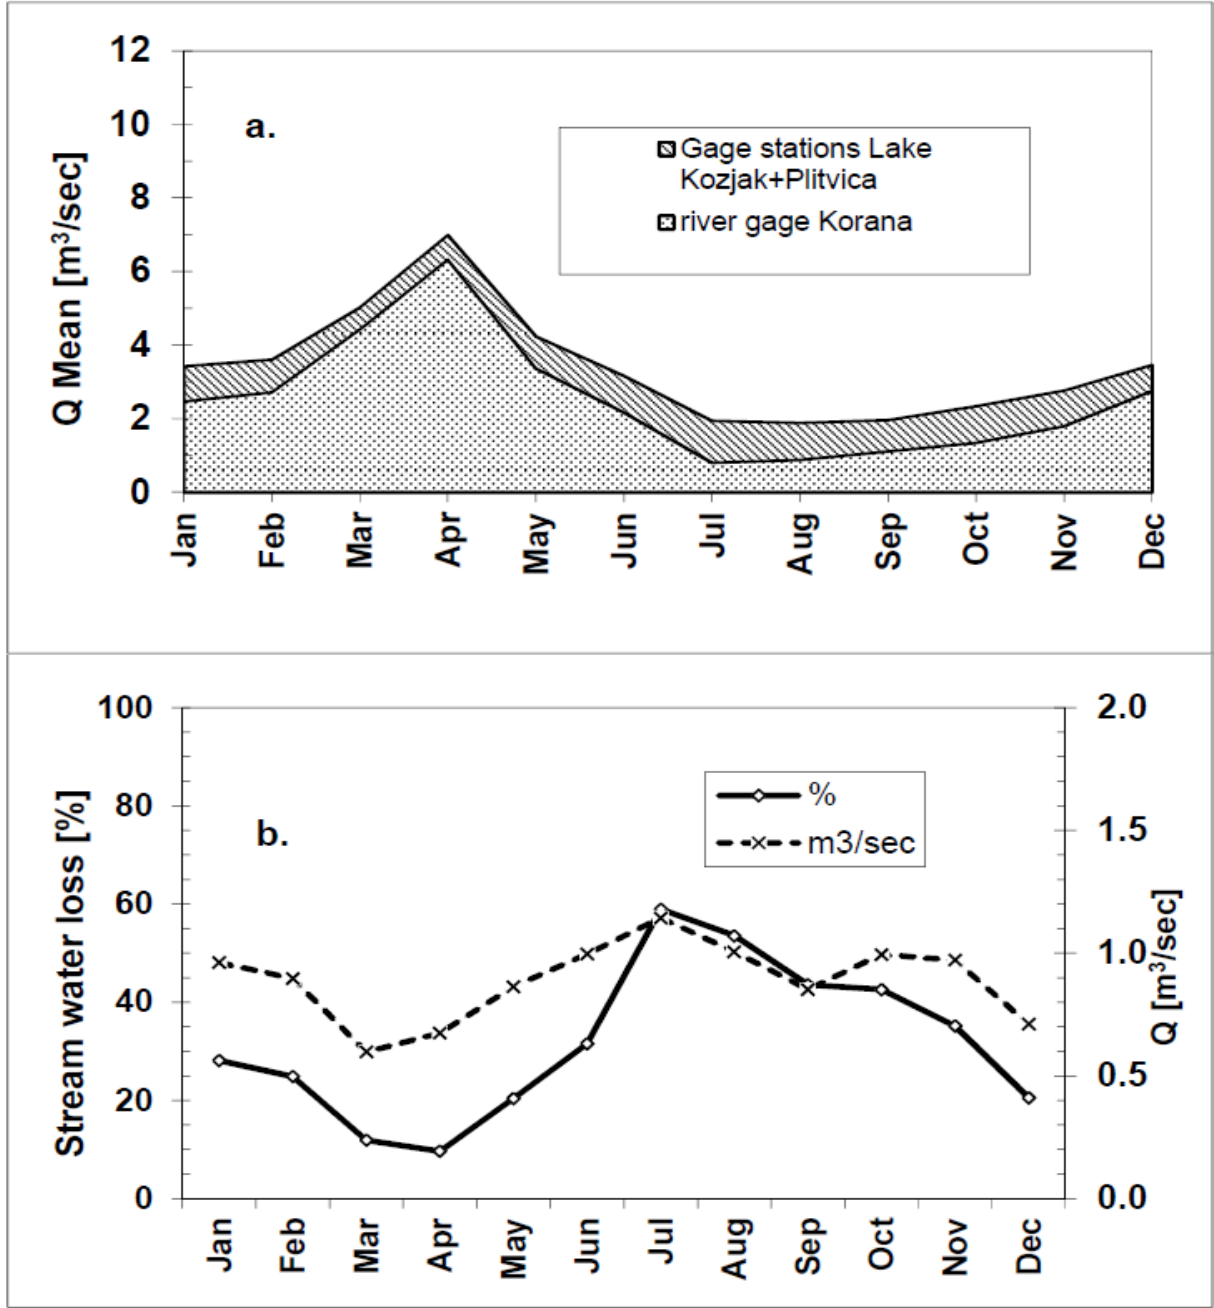 12
10
8
6
4
2
0
Q Mean [m³/sec]
a.
Gage stations Lake
Kozjak+Plitvica
river gage Korana
Jan
Feb
Mar
Apr
May
Jun
Jul
Aug
Sep
Oct
Nov
Dec
100
80
60
40
20
0
Stream water loss [%]
b.
%
m3/sec
2.0
1.5
1.0
0.5
0.0
Q [m³/sec]
Jan
Feb
Mar
Apr
May
Jun
Jul
Aug
Sep
Oct
Nov
Dec